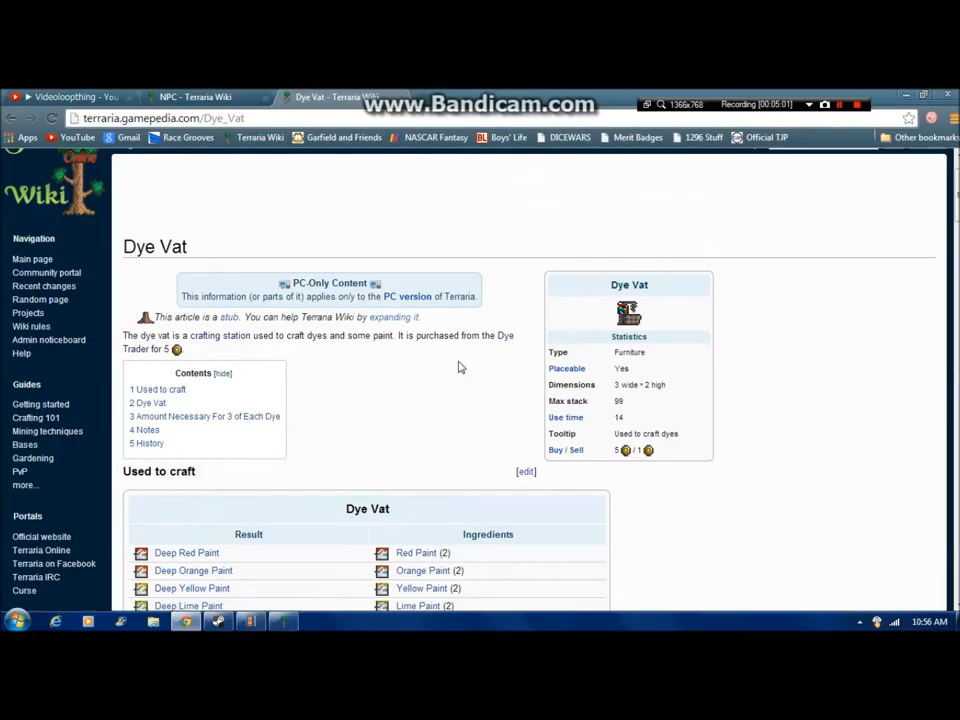 Videoloopthing - You
NPC - Terraria Wiki
Dye Vat - Terraria Wiki
www.Bandicam.com
1366x768
Recording [00:05:01]
terraria.gamepedia.com/Dye_Vat
Apps
YouTube
Gmail
Race Grooves
Terraria Wiki
Garfield and Friends
NASCAR Fantasy
BL Boys' Life
DICEWARS
Merit Badges
1296 Stuff
Official TJP
Other bookmarks
Online
Wiki
Navigation
Main page
Community portal
Recent changes
Random page
Projects
Wiki rules
Admin noticeboard
Help
Guides
Getting started
Crafting 101
Mining techniques
Bases
Gardening
PvP
more...
Portals
Official website
Terraria Online
Terraria on Facebook
Terraria IRC
Curse
Dye Vat
PC-Only Content
This information (or parts of it) applies only to the PC version of Terraria.
This article is a stub. You can help Terraria Wiki by expanding it.
The dye vat is a crafting station used to craft dyes and some paint. It is purchased from the Dye
Trader for 5
Contents [hide]
1 Used to craft
2 Dye Vat
3 Amount Necessary For 3 of Each Dye
4 Notes
5 History
Used to craft
[edit]
Dye Vat
Result
Ingredients
Deep Red Paint
Red Paint (2)
Deep Orange Paint
Orange Paint (2)
Deep Yellow Paint
Yellow Paint (2)
Deep Lime Paint
Lime Paint (2)
Dye Vat
Statistics
Type Furniture
Placeable Yes
Dimensions 3 wide × 2 high
Max stack 99
Use time 14
Tooltip Used to craft dyes
Buy / Sell 5 / 1
10:56 AM